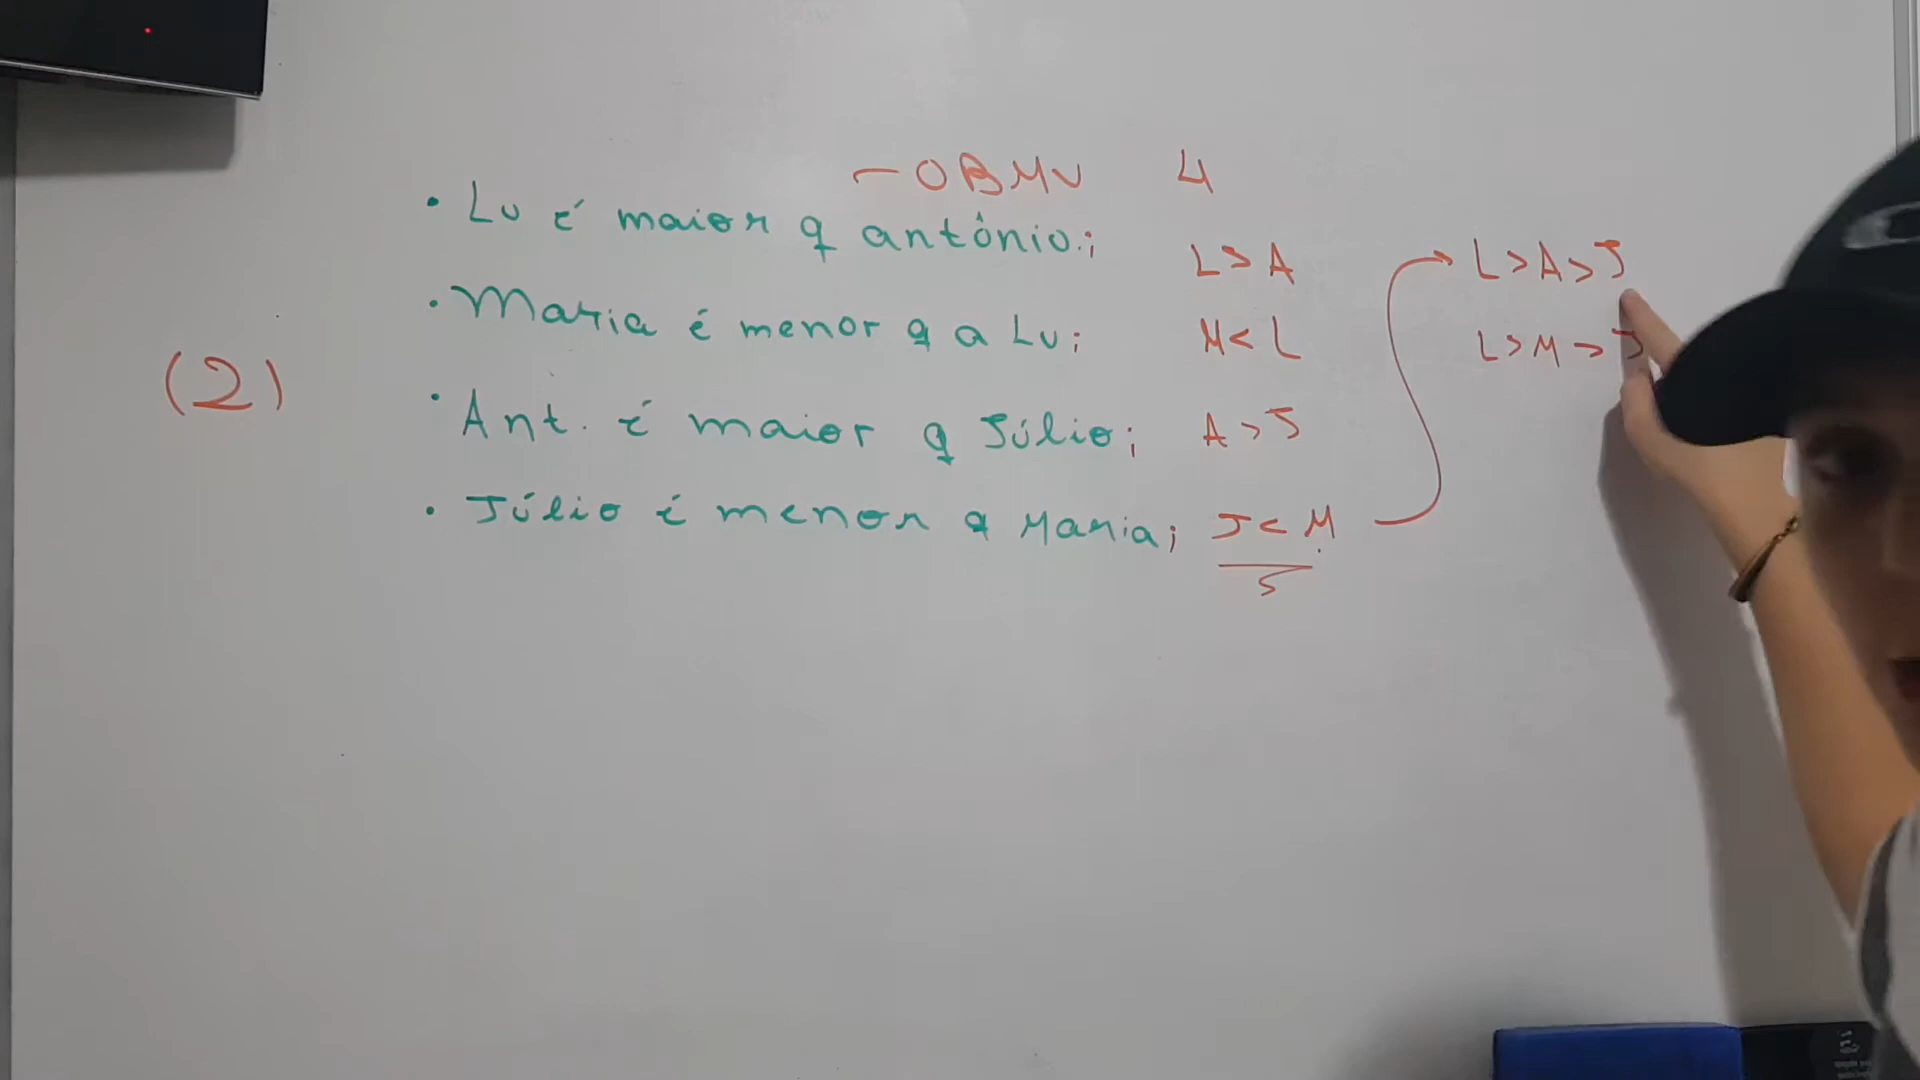 - OBMU 4
• Lu é maior q antônio; L > A
• Maria é menor q a Lu; M < L
(2)
• Ant. é maior q Júlio; A > J
• Júlio é menor q Maria; J < M
S
L > A > J
L > M > J